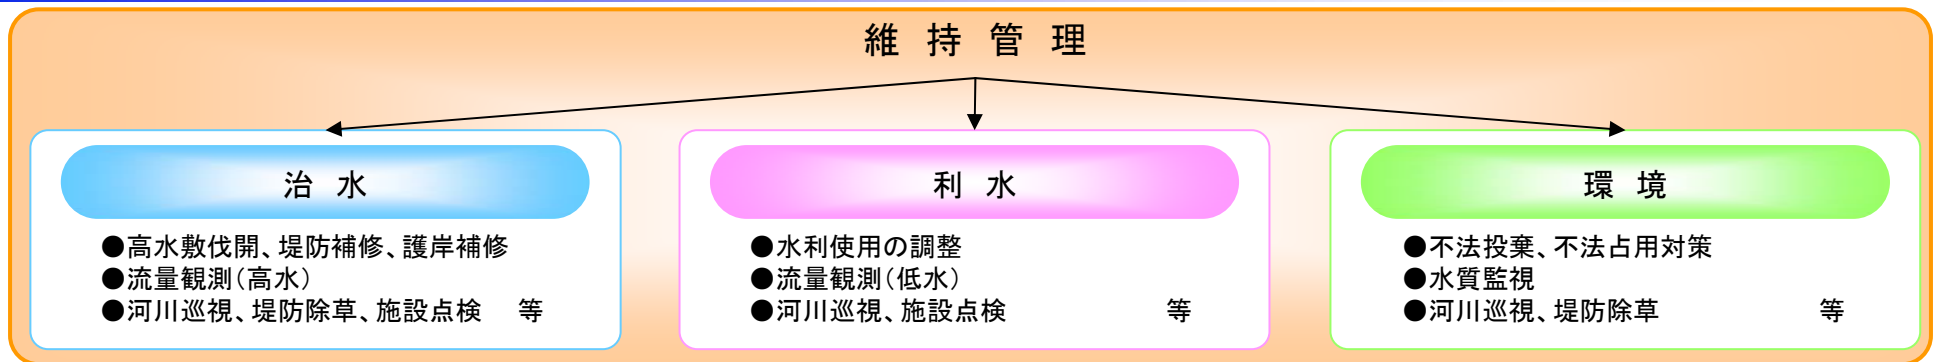 維持管理
治水
●高水敷伐開、堤防補修、護岸補修
●流量観測（高水）
●河川巡視、堤防除草、施設点検 等
利水
●水利使用の調整
●流量観測（低水）
●河川巡視、施設点検 等
環境
●不法投棄、不法占用対策
●水質監視
●河川巡視、堤防除草 等